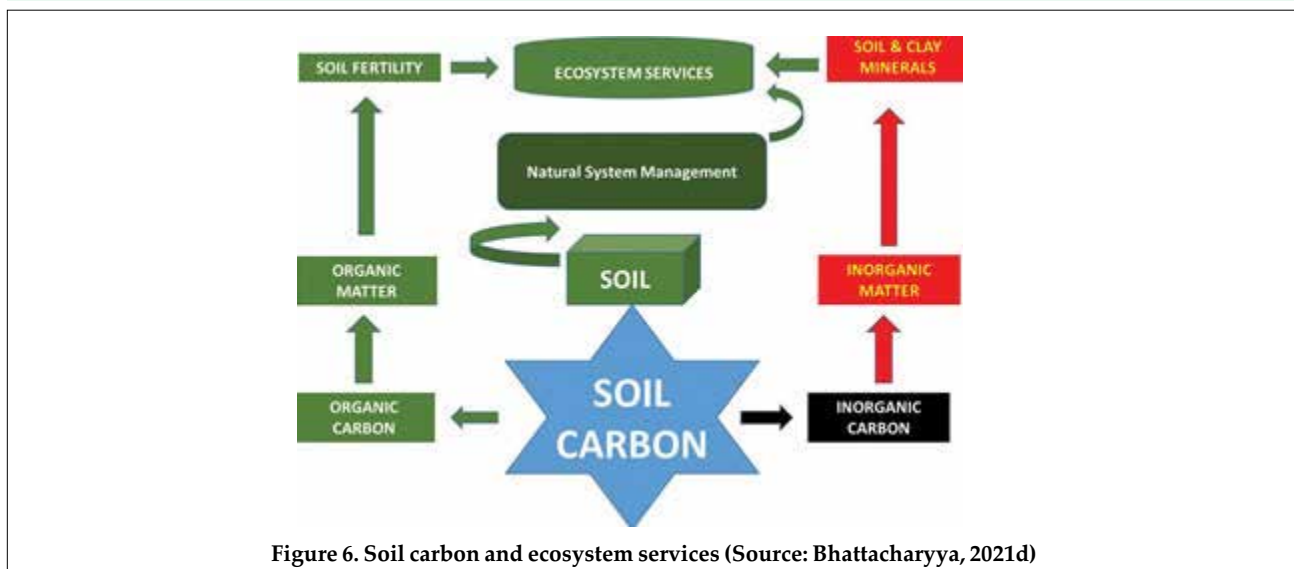 SOIL FERTILITY
ECOSYSTEM SERVICES
SOIL & CLAY
MINERALS
Natural System Management
ORGANIC
MATTER
SOIL
INORGANIC
MATTER
ORGANIC
CARBON
SOIL
CARBON
INORGANIC
CARBON
Figure 6. Soil carbon and ecosystem services (Source: Bhattacharyya, 2021d)